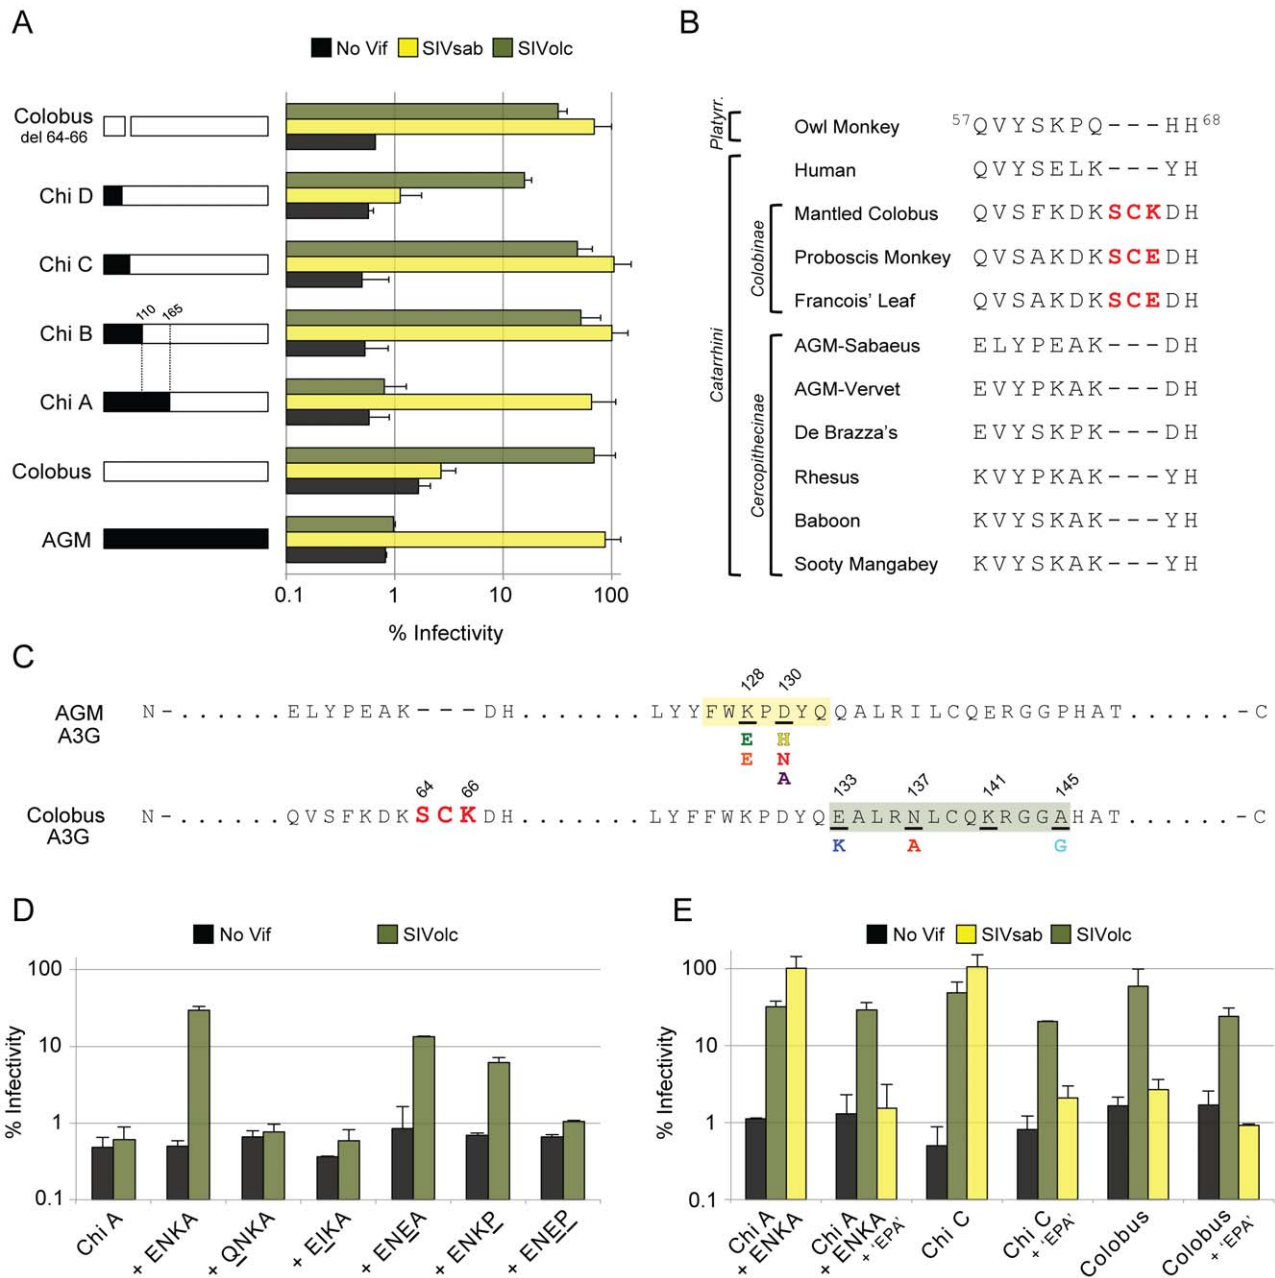 A
No Vif SIVsab SIVolc
Colobus
del 64-66
Chi D
Chi C
110 165
Chi B
Chi A
Colobus
AGM
0.1 1 10 100
% Infectivity
B
Platyrr.
Catarrhini
Colobinae
Cercopithecinae
Owl Monkey 57 QVYSKPQ---HH 68
Human QVYSELK---YH
Mantled Colobus QVSFKDKSCKDH
Proboscis Monkey QVSAKDKSCEDH
Francois' Leaf QVSAKDKSCEDH
AGM-Sabaeus ELYPEAK---DH
AGM-Vervet EVYPKAK---DH
De Brazza's EVYSKPK---DH
Rhesus KVYPKAK---YH
Baboon KVYSKAK---YH
Sooty Mangabey KVYSKAK---YH
C
128 130
AGM A3G N-......ELYPEAK---DH.......LYYFWKPDYQQALRILCQERGGPHAT......-C
E H
E N
A
64 66 133 137 141 145
Colobus A3G N-......QVSFKDKSCKDH.......LYFFWKPDYQEALRNLCQKRGGAHAT......-C
K A G
D
No Vif SIVolc
% Infectivity
100
10
1
0.1
Chi A
+ ENKA
+ QNKA
+ EIKA
+ ENEA
+ ENKP
+ ENEP
E
No Vif SIVsab SIVolc
% Infectivity
100
10
1
0.1
Chi A
+ ENKA
Chi A
+ ENKA
+ 'EPA'
Chi C
Chi C
+ 'EPA'
Colobus
Colobus
+ 'EPA'